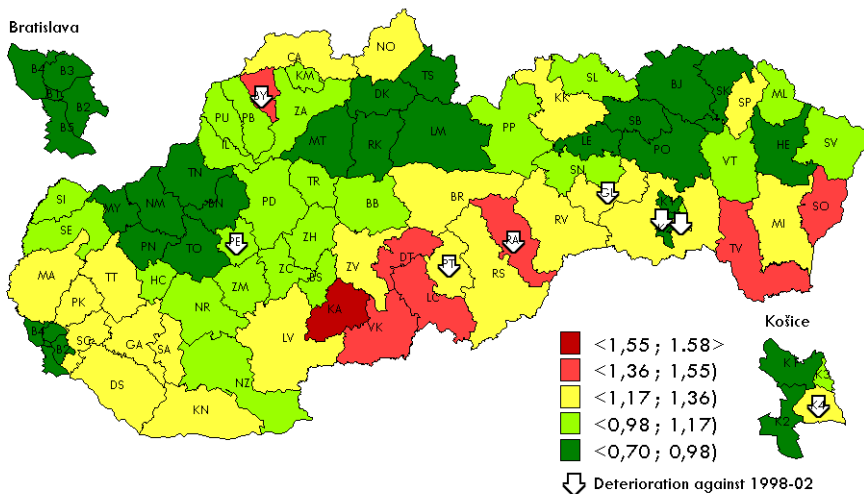 Bratislava
B4
B3
B1
B2
B5
NO
CA
KM
BY
TS
DK
SL
BJ
SK
ML
SP
KK
PU
PB
ZA
IL
MT
RK
LM
PP
SB
LE
PO
HE
SV
VT
TN
SN
GL
SI
MY
NM
BN
PD
TR
BB
BR
RV
SO
SE
PE
ZH
RA
MI
PN
TO
DT
TV
MA
TT
HC
ZM
ZC
BS
ZV
PT
RS
PK
NR
KA
LC
B4
B2
SC
GA
SA
LV
VK
DS
NZ
KN
<1,55 ; 1.58>
<1,36 ; 1,55)
<1,17 ; 1,36)
<0,98 ; 1,17)
<0,70 ; 0,98)
Deterioration against 1998-02
Košice
K1
K3
K4
K2